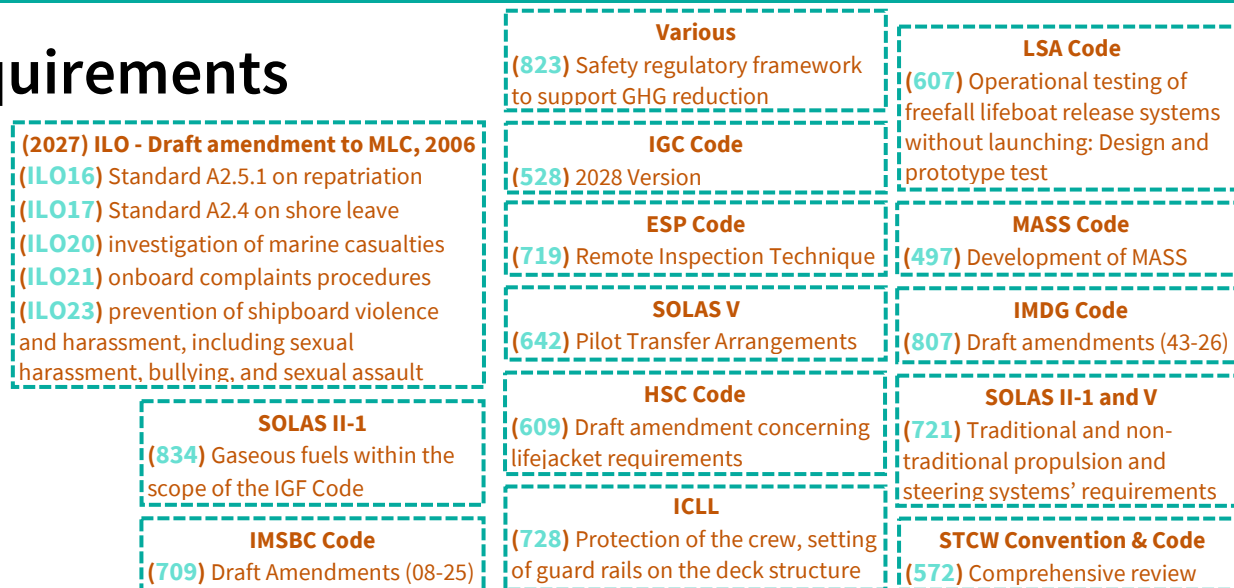 quirements
(2027) ILO - Draft amendment to MLC, 2006
(ILO16) Standard A2.5.1 on repatriation
(ILO17) Standard A2.4 on shore leave
(ILO20) investigation of marine casualties
(ILO21) onboard complaints procedures
(ILO23) prevention of shipboard violence
and harassment, including sexual
harassment, bullying, and sexual assault
SOLAS II-1
(834) Gaseous fuels within the
scope of the IGF Code
IMSBC Code
(709) Draft Amendments (08-25)
Various
(823) Safety regulatory framework
to support GHG reduction
IGC Code
(528) 2028 Version
ESP Code
(719) Remote Inspection Technique
SOLAS V
(642) Pilot Transfer Arrangements
HSC Code
(609) Draft amendment concerning
lifejacket requirements
ICLL
(728) Protection of the crew, setting
of guard rails on the deck structure
LSA Code
(607) Operational testing of
freefall lifeboat release systems
without launching: Design and
prototype test
MASS Code
(497) Development of MASS
IMDG Code
(807) Draft amendments (43-26)
SOLAS II-1 and V
(721) Traditional and non-
traditional propulsion and
steering systems’ requirements
STCW Convention & Code
(572) Comprehensive review